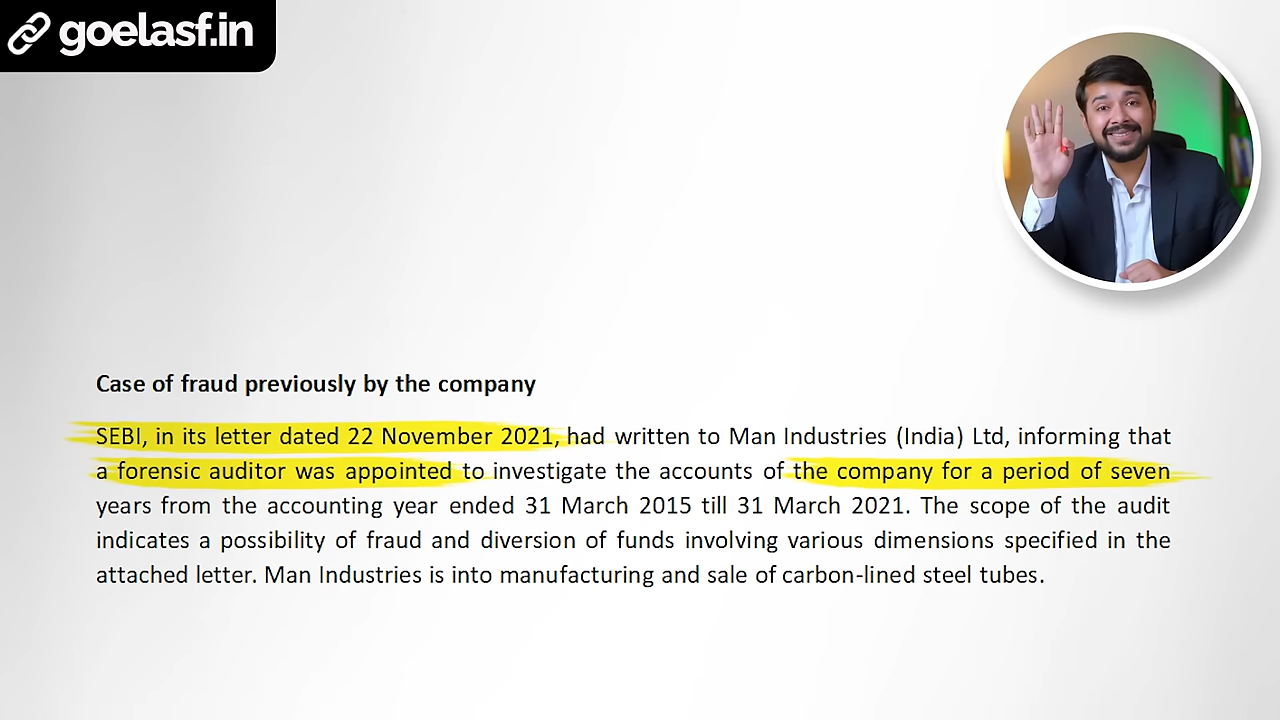 goelasf.in
Case of fraud previously by the company
SEBI, in its letter dated 22 November 2021, had written to Man Industries (India) Ltd, informing that
a forensic auditor was appointed to investigate the accounts of the company for a period of seven
years from the accounting year ended 31 March 2015 till 31 March 2021. The scope of the audit
indicates a possibility of fraud and diversion of funds involving various dimensions specified in the
attached letter. Man Industries is into manufacturing and sale of carbon-lined steel tubes.